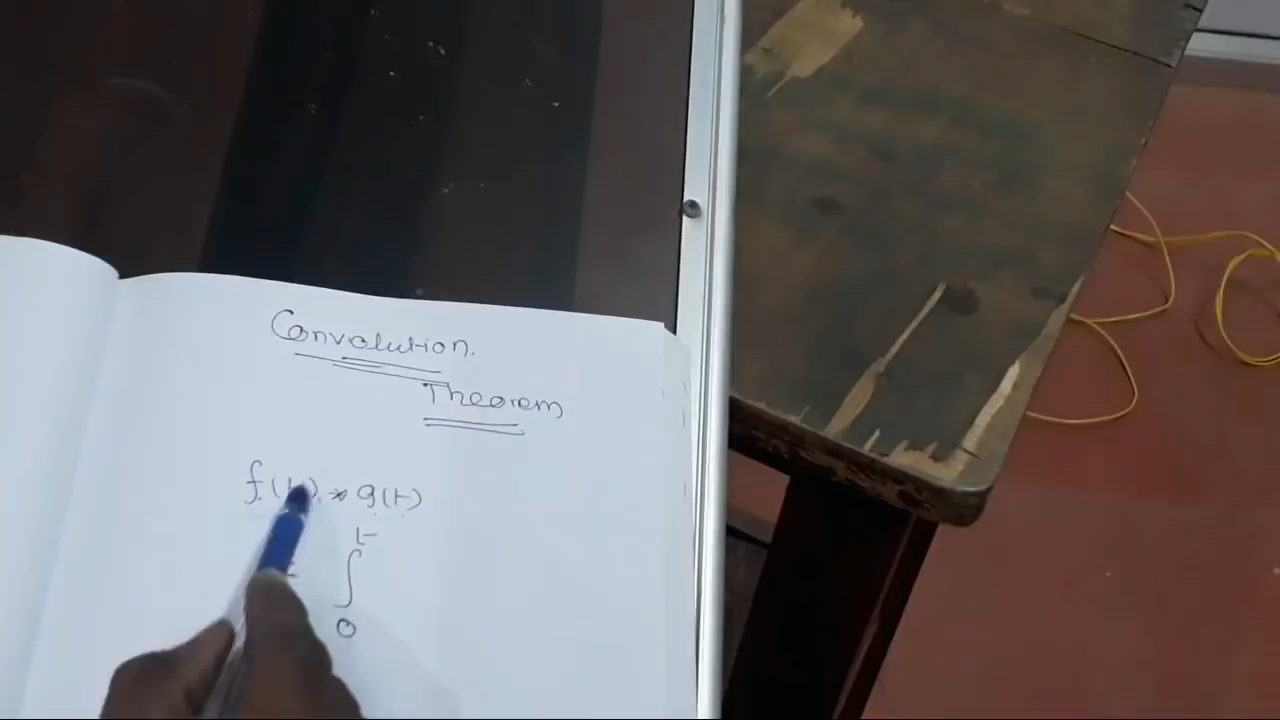 Convolution.
Theorem
f(t) * g(t)
t
∫
0